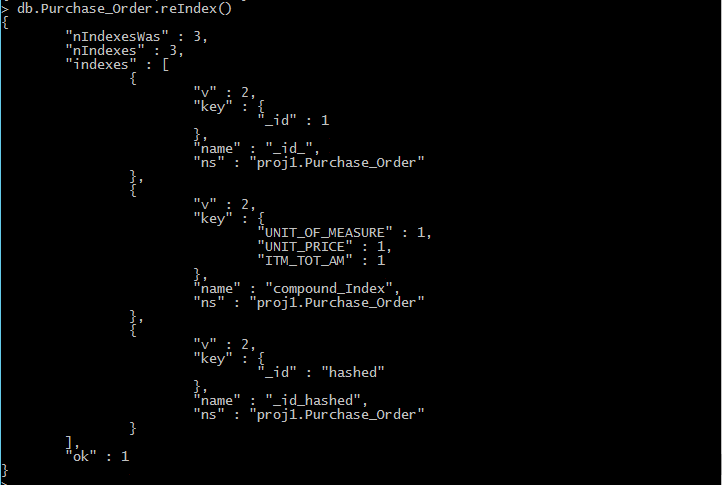 > db.Purchase_Order.reIndex()
{
        "nIndexesWas" : 3,
        "nIndexes" : 3,
        "indexes" : [
                {
                        "v" : 2,
                        "key" : {
                                "_id" : 1
                        },
                        "name" : "_id_",
                        "ns" : "proj1.Purchase_Order"
                },
                {
                        "v" : 2,
                        "key" : {
                                "UNIT_OF_MEASURE" : 1,
                                "UNIT_PRICE" : 1,
                                "ITM_TOT_AM" : 1
                        },
                        "name" : "compound_Index",
                        "ns" : "proj1.Purchase_Order"
                },
                {
                        "v" : 2,
                        "key" : {
                                "_id" : "hashed"
                        },
                        "name" : "_id_hashed",
                        "ns" : "proj1.Purchase_Order"
                }
        ],
        "ok" : 1
}
>